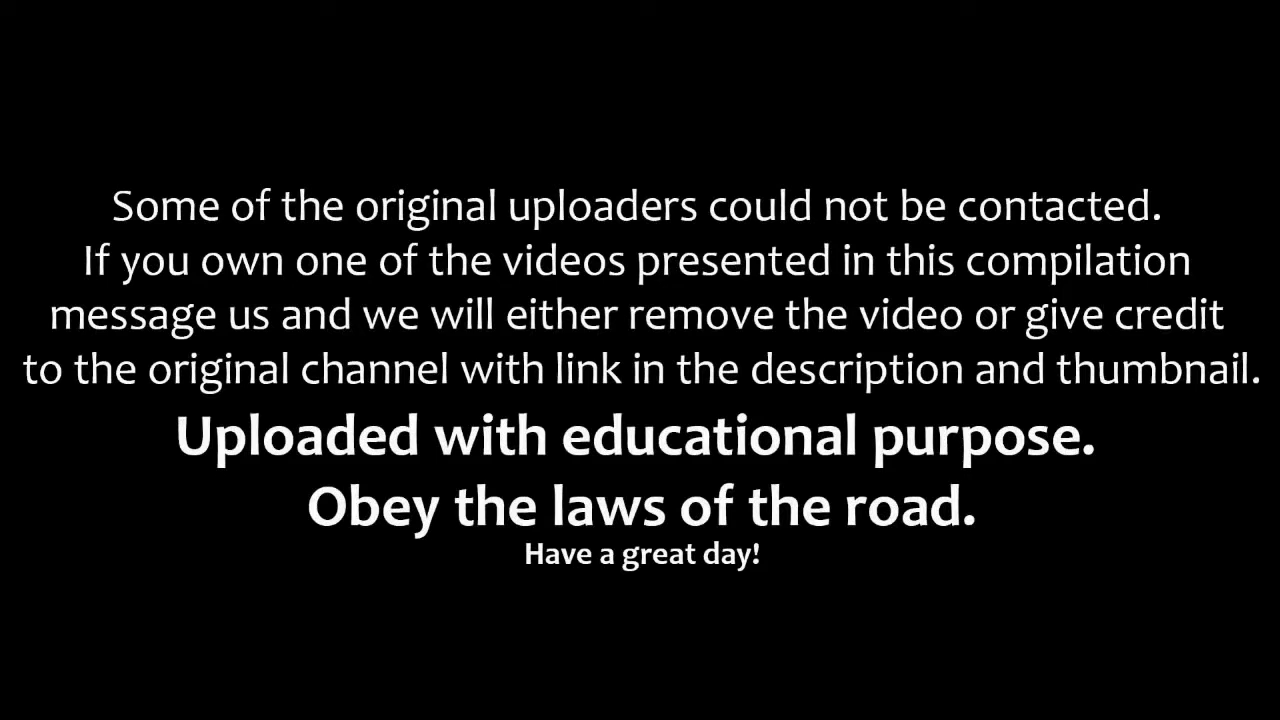 Some of the original uploaders could not be contacted.
If you own one of the videos presented in this compilation
message us and we will either remove the video or give credit
to the original channel with link in the description and thumbnail.
Uploaded with educational purpose.
Obey the laws of the road.
Have a great day!